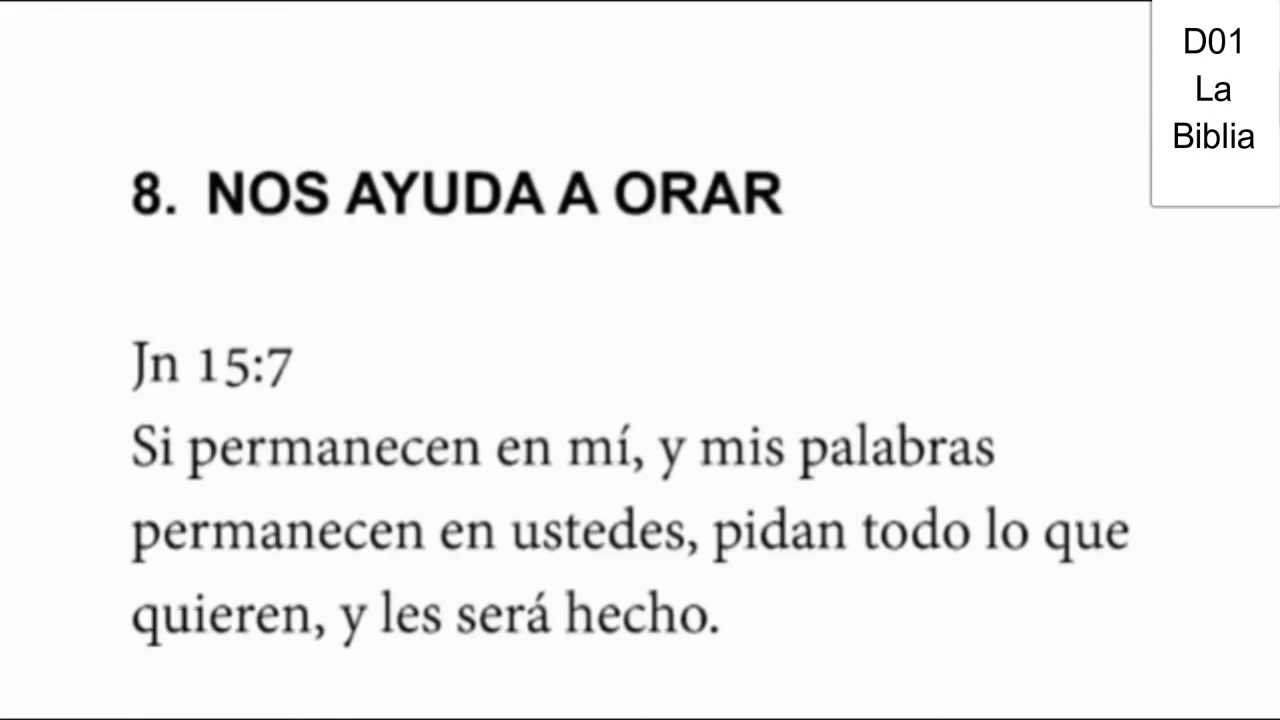 D01
La
Biblia
8. NOS AYUDA A ORAR
Jn 15:7
Si permanecen en mí, y mis palabras
permanecen en ustedes, pidan todo lo que
quieren, y les será hecho.